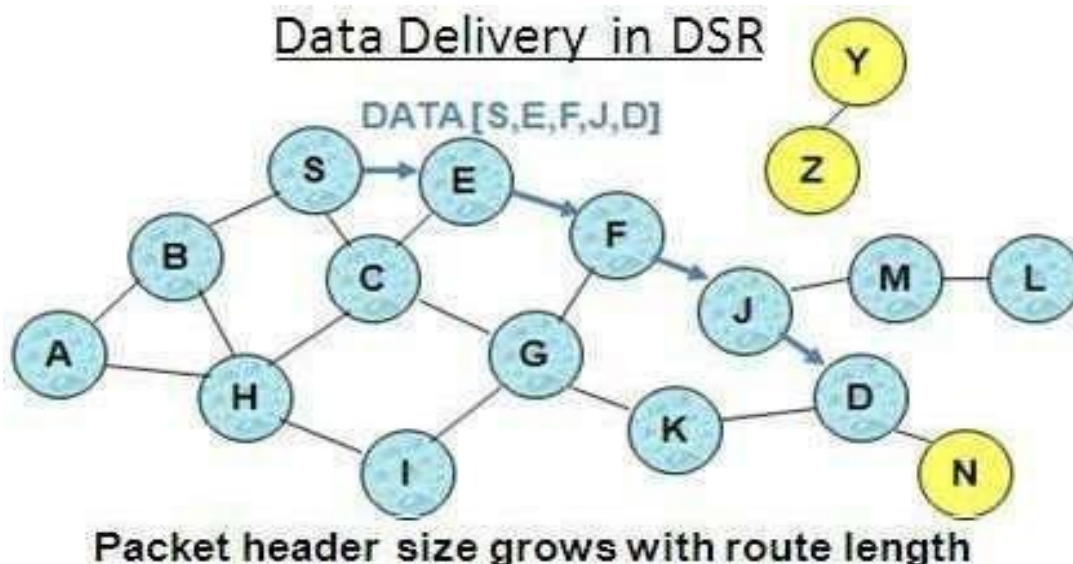 Data Delivery in DSR
Y
DATA [S,E,F,J,D]
S
E
Z
F
B
C
M
L
J
A
G
H
D
K
I
N
Packet header size grows with route length